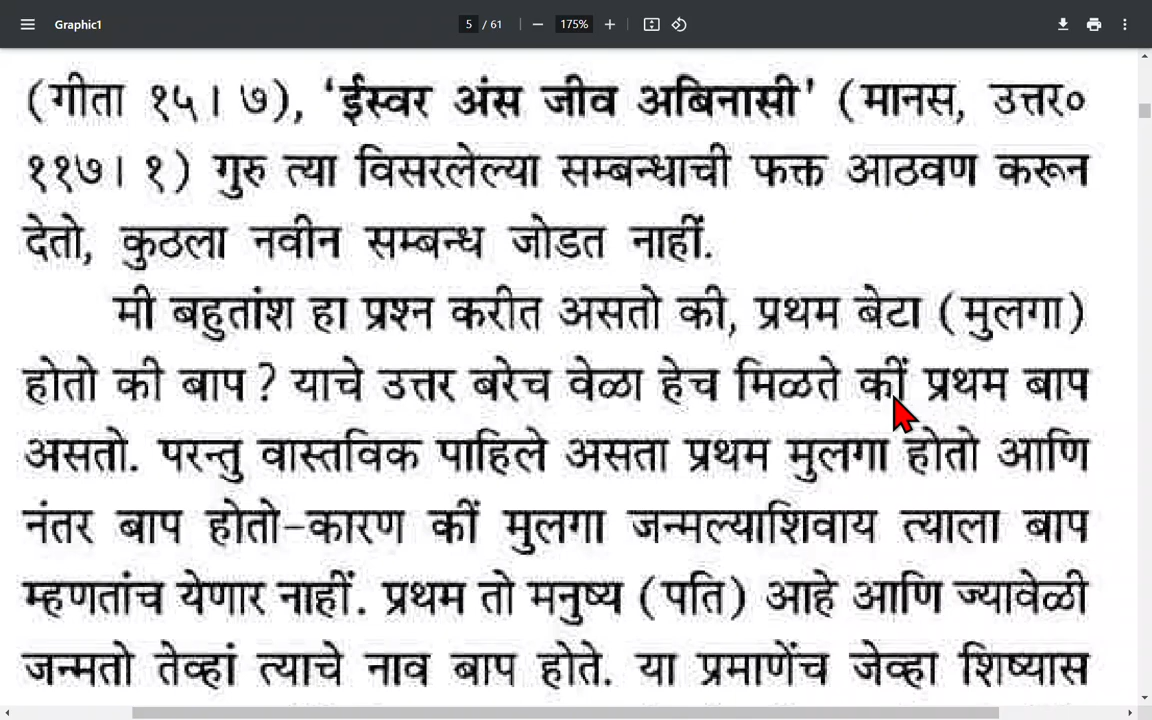 Graphic1 5 / 61 175%
(गीता १५। ७), 'ईस्वर अंस जीव अबिनासी' (मानस, उत्तर०
११७। १) गुरु त्या विसरलेल्या सम्बन्धाची फक्त आठवण करून
देतो, कुठला नवीन सम्बन्ध जोडत नाहीं.
मी बहुतांश हा प्रश्न करीत असतो की, प्रथम बेटा (मुलगा)
होतो की बाप? याचे उत्तर बरेच वेळा हेच मिळते कीं प्रथम बाप
असतो. परन्तु वास्तविक पाहिले असता प्रथम मुलगा होतो आणि
नंतर बाप होतो–कारण कीं मुलगा जन्मल्याशिवाय त्याला बाप
म्हणतांच येणार नाहीं. प्रथम तो मनुष्य (पति) आहे आणि ज्यावेळी
जन्मतो तेव्हां त्याचे नाव बाप होते. या प्रमाणेंच जेव्हा शिष्यास